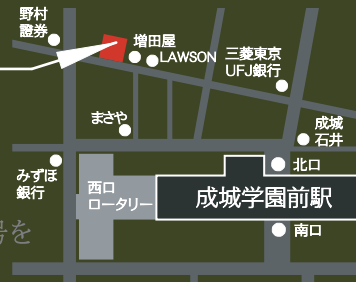 野村
證券
増田屋
LAWSON
三菱東京
UFJ銀行
まさや
成城
石井
みずほ
銀行
西口
ロータリー
北口
成城学園前駅
南口
号を